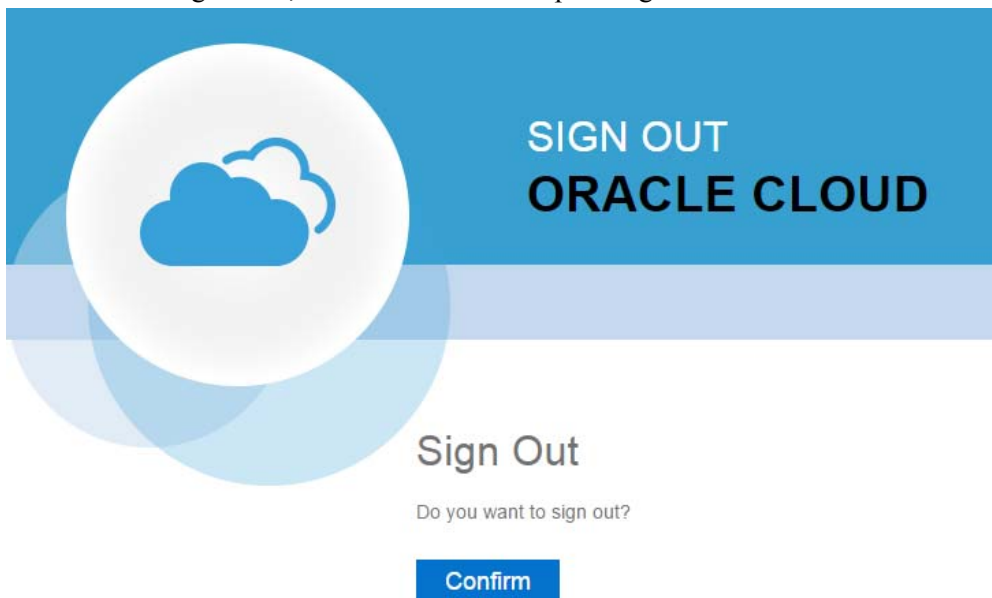 SIGN OUT
ORACLE CLOUD
Sign Out
Do you want to sign out?
Confirm